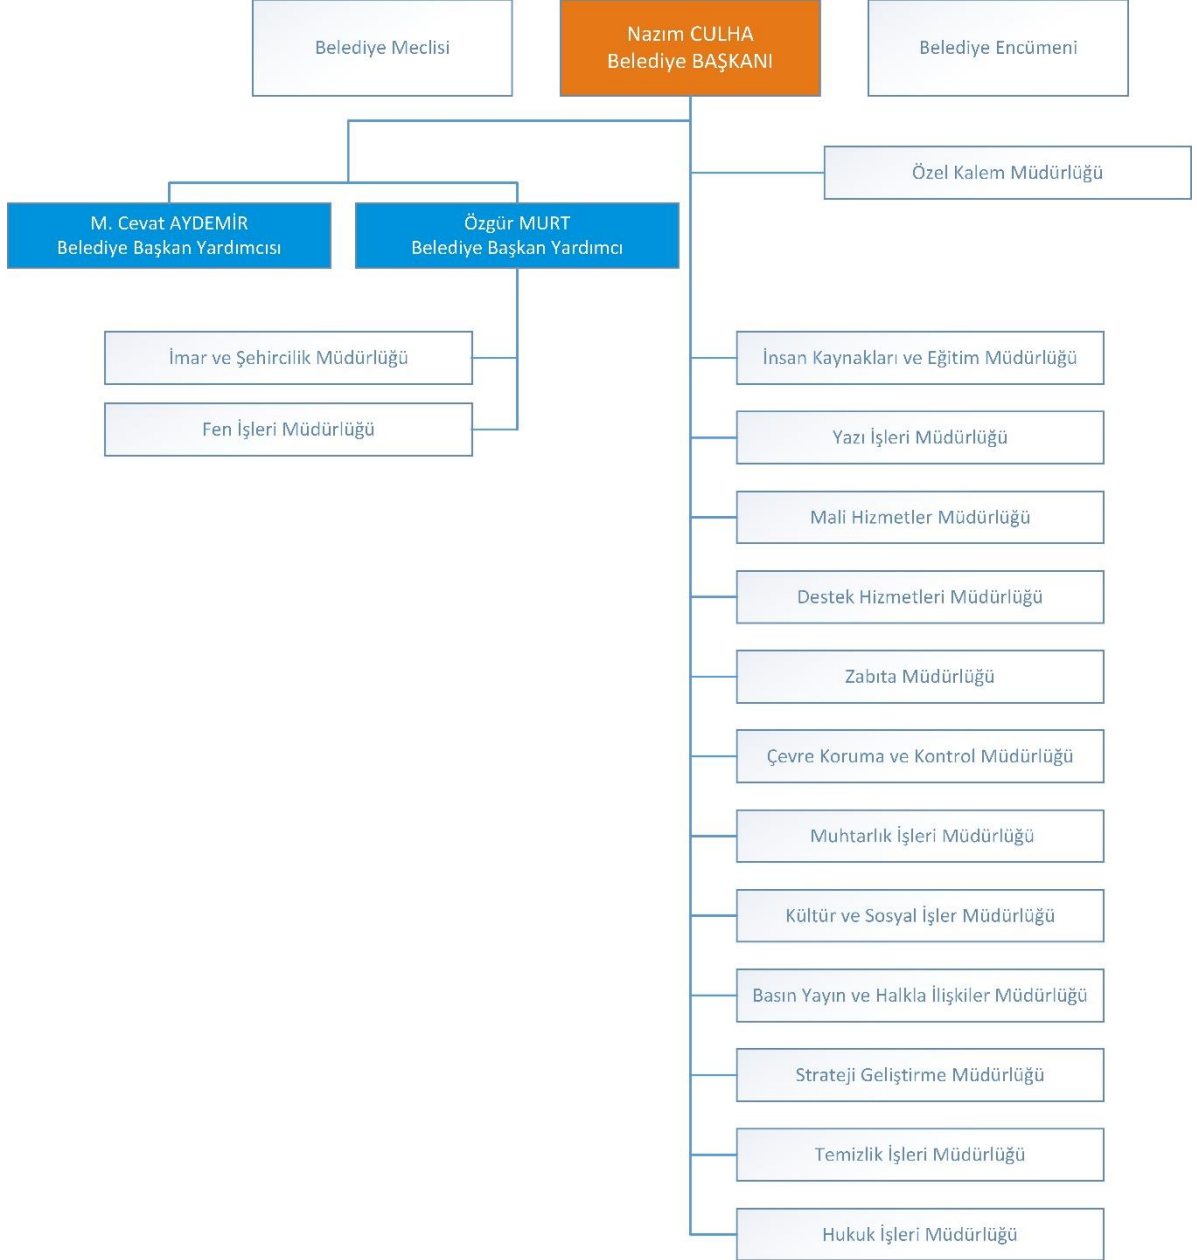 Belediye Meclisi
Nazım CULHA
Belediye BAŞKANI
Belediye Encümeni
Özel Kalem Müdürlüğü
M. Cevat AYDEMİR
Belediye Başkan Yardımcısı
Özgür MURT
Belediye Başkan Yardımcı
İmar ve Şehircilik Müdürlüğü
Fen İşleri Müdürlüğü
İnsan Kaynakları ve Eğitim Müdürlüğü
Yazı İşleri Müdürlüğü
Mali Hizmetler Müdürlüğü
Destek Hizmetleri Müdürlüğü
Zabıta Müdürlüğü
Çevre Koruma ve Kontrol Müdürlüğü
Muhtarlık İşleri Müdürlüğü
Kültür ve Sosyal İşler Müdürlüğü
Basın Yayın ve Halkla İlişkiler Müdürlüğü
Strateji Geliştirme Müdürlüğü
Temizlik İşleri Müdürlüğü
Hukuk İşleri Müdürlüğü